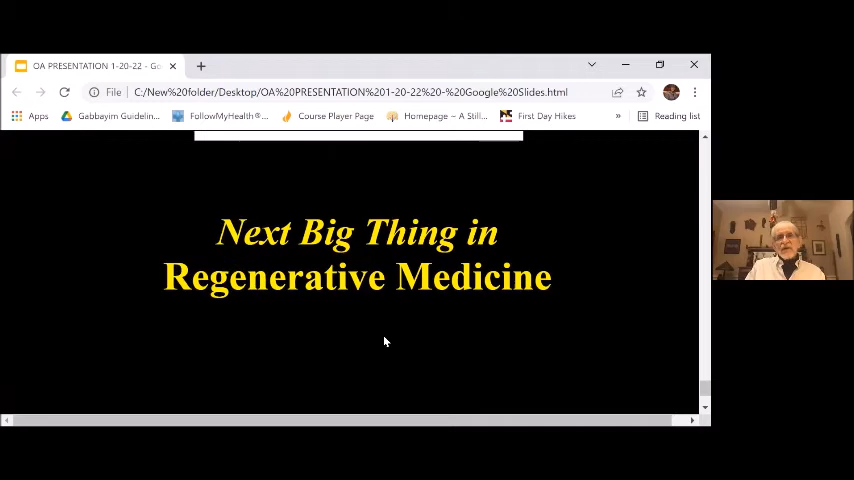 OA PRESENTATION 1-20-22 - Go
File
C:/New%20folder/Desktop/OA%20PRESENTATION%201-20-22%20-%20Google%20Slides.html
Apps
Gabbayim Guidelin...
FollowMyHealth®...
Course Player Page
Homepage – A Still...
First Day Hikes
»
Reading list
Next Big Thing in
Regenerative Medicine